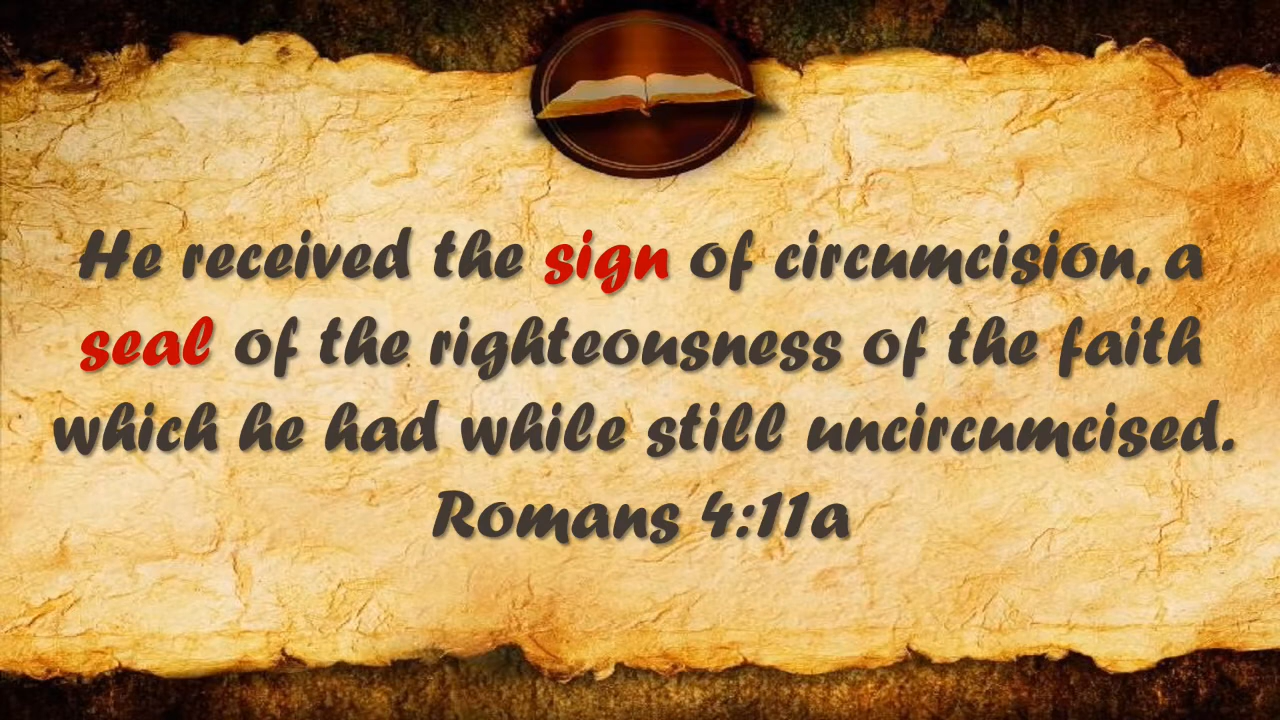 He received the sign of circumcision, a
seal of the righteousness of the faith
which he had while still uncircumcised.
Romans 4:11a